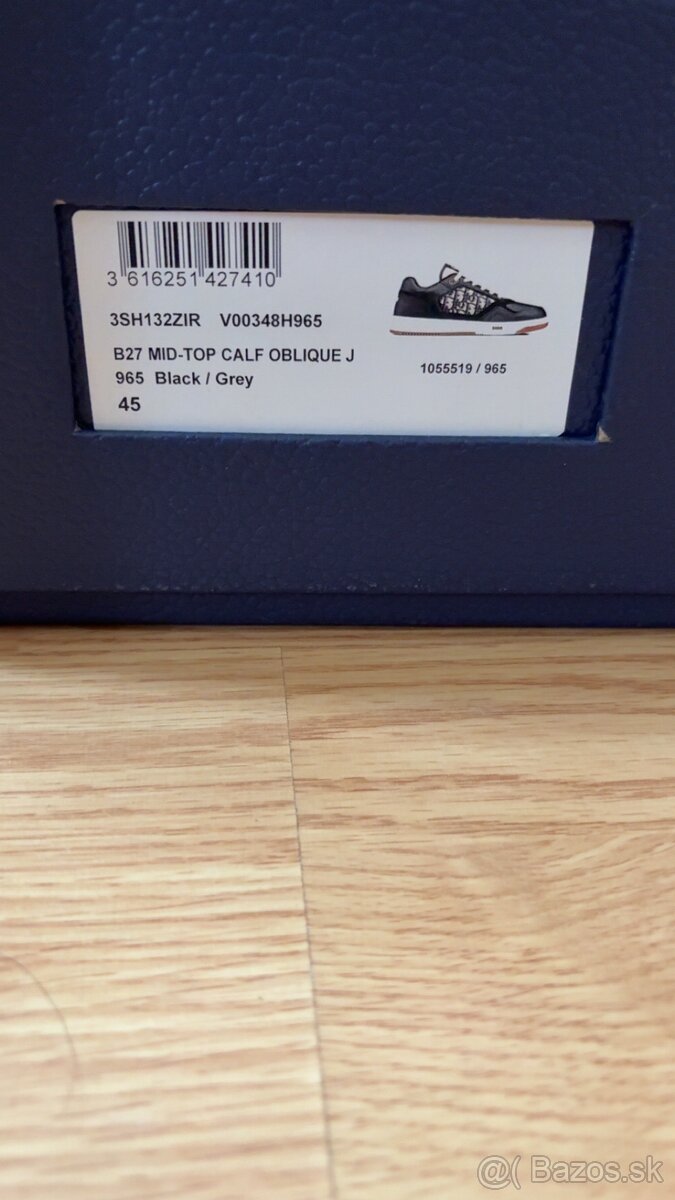 3 616251 427410
3SH132ZIR V00348H965
B27 MID-TOP CALF OBLIQUE J
965 Black / Grey
45
1055519 / 965
@( Bazos.sk